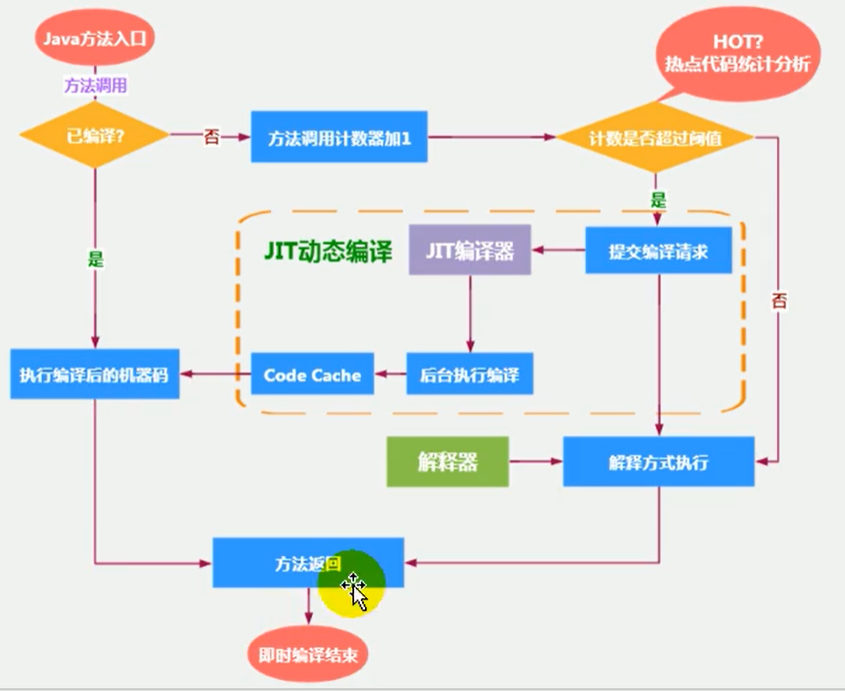 Java方法入口
HOT?
热点代码统计分析
方法调用
已编译?
否
方法调用计数器加1
计数是否超过阈值
是
是
JIT动态编译
JIT编译器
提交编译请求
否
执行编译后的机器码
Code Cache
后台执行编译
解释器
解释方式执行
方法返回
即时编译结束